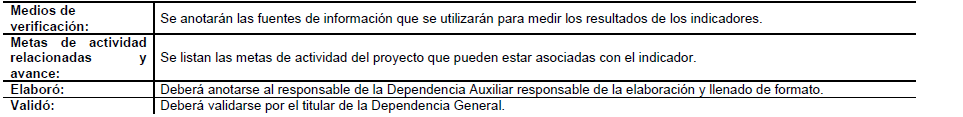 Medios de
verificación:
Se anotarán las fuentes de información que se utilizarán para medir los resultados de los indicadores.
Metas de actividad
relacionadas y
avance:
Se listan las metas de actividad del proyecto que pueden estar asociadas con el indicador.
Elaboró:
Deberá anotarse al responsable de la Dependencia Auxiliar responsable de la elaboración y llenado de formato.
Validó:
Deberá validarse por el titular de la Dependencia General.